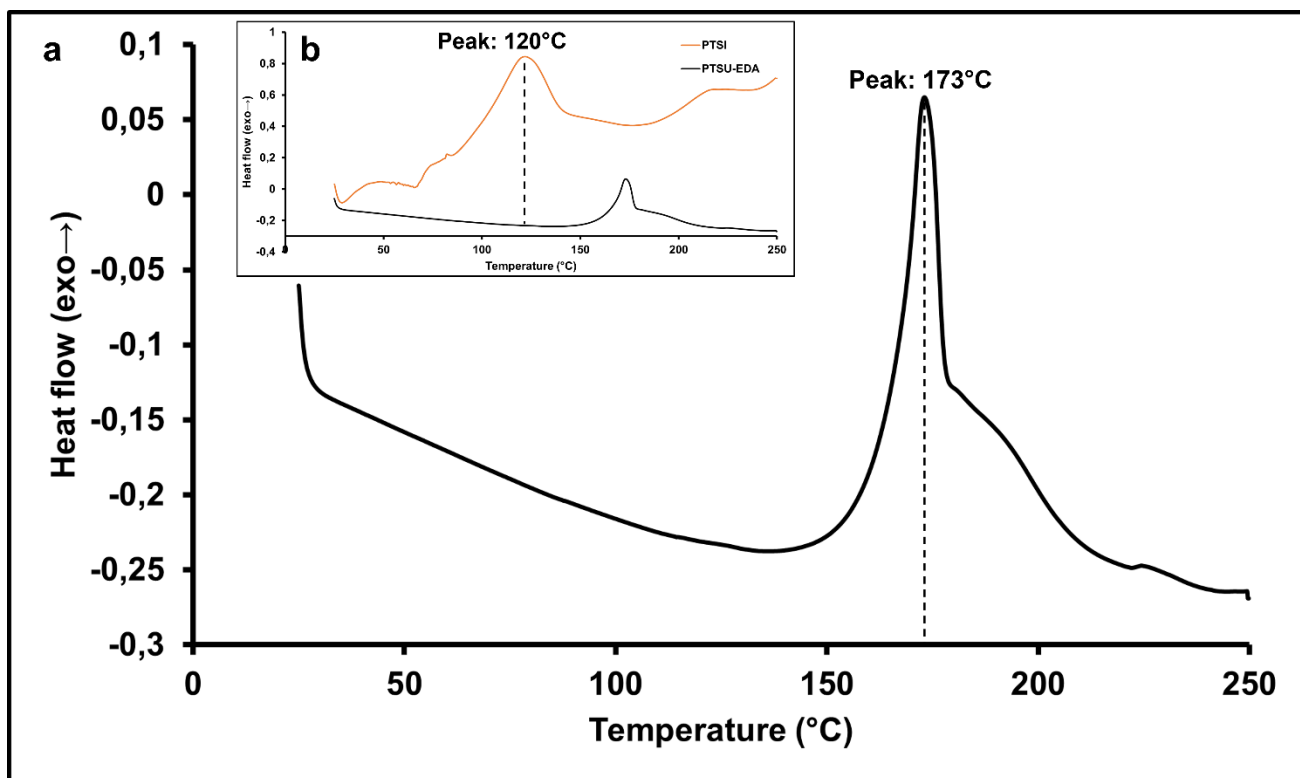 a
0,1
0,05
0
-0,05
-0,1
-0,15
-0,2
-0,25
-0,3
Heat flow (exo→)
0
50
100
150
200
250
Temperature (°C)
Peak: 173°C
b
Peak: 120°C
PTSI
PTSU-EDA
1
0,8
0,6
0,4
0,2
0
-0,2
-0,4
Heat flow (exo→)
0
50
100
150
200
250
Temperature (°C)